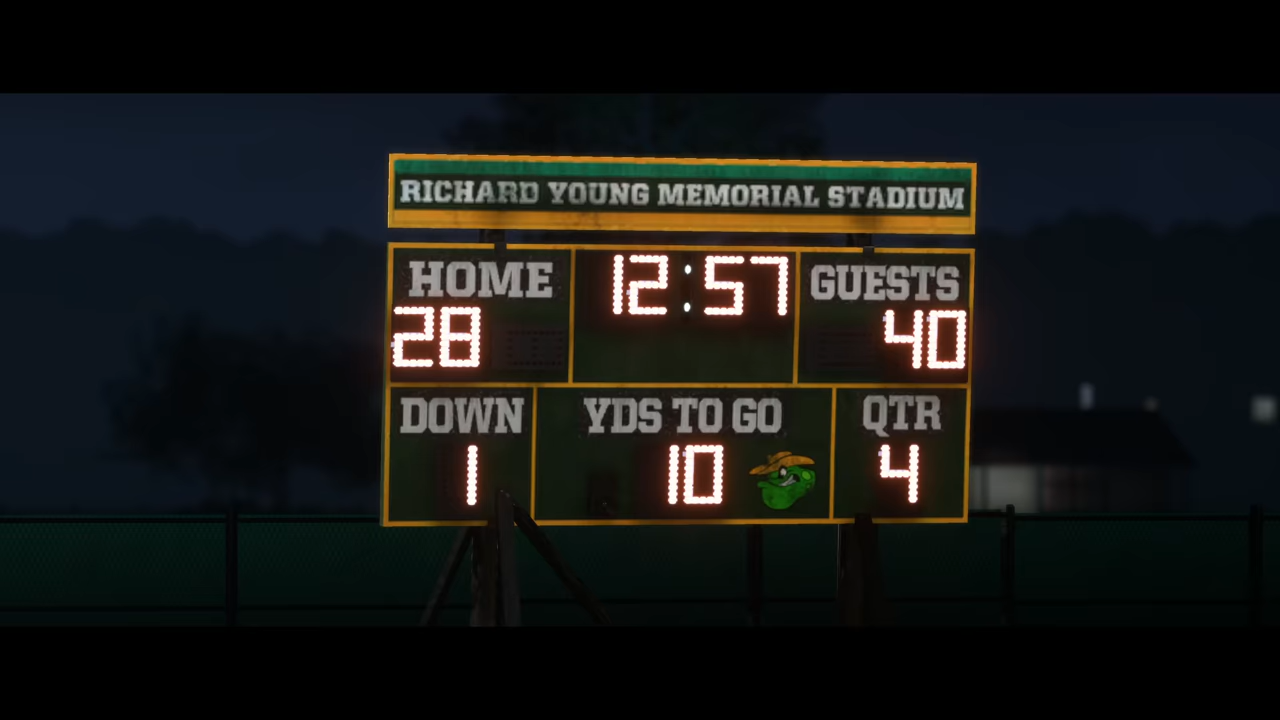 RICHARD YOUNG MEMORIAL STADIUM
HOME 12:57 GUESTS
28 40
DOWN YDS TO GO QTR
1 10 4